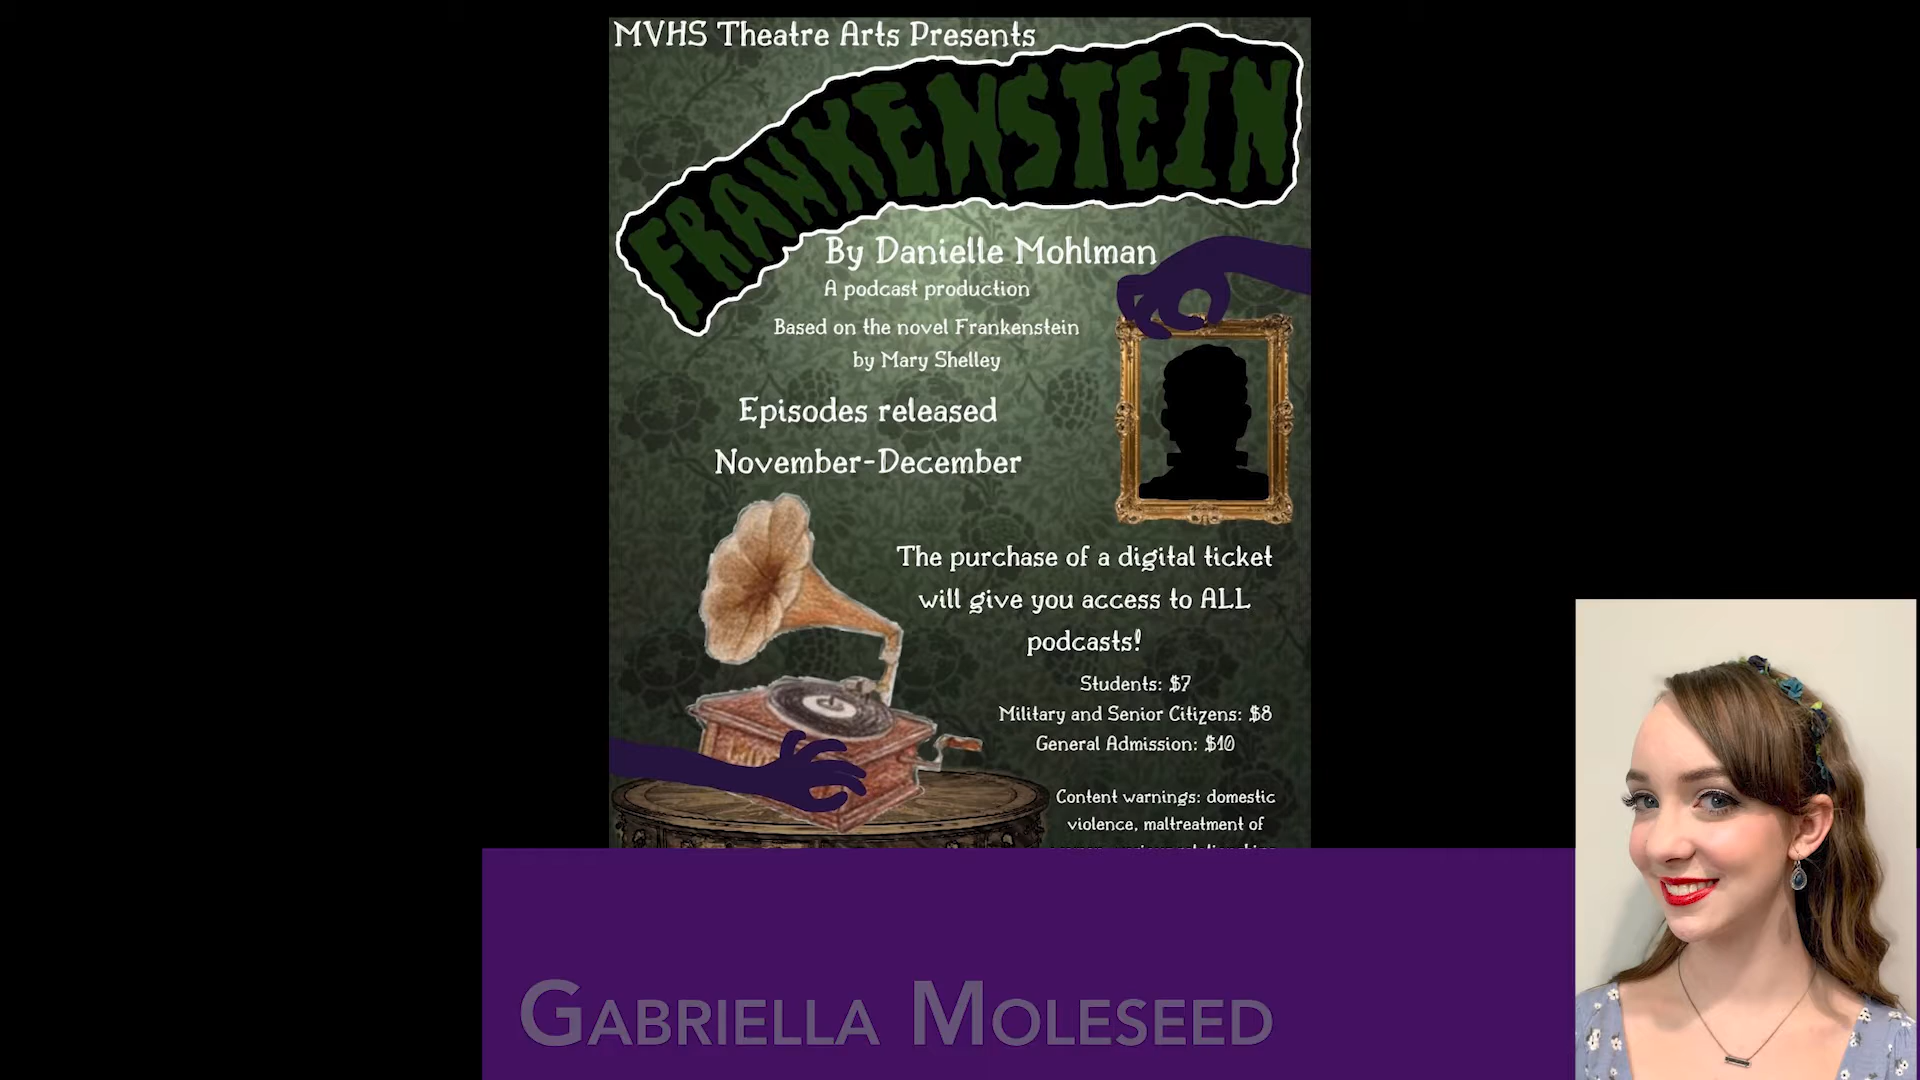 MVHS Theatre Arts Presents
FRANKENSTEIN
By Danielle Mohlman
A podcast production
Based on the novel Frankenstein
by Mary Shelley
Episodes released
November-December
The purchase of a digital ticket
will give you access to ALL
podcasts!
Students: $7
Military and Senior Citizens: $8
General Admission: $10
Content warnings: domestic
violence, maltreatment of
GABRIELLA MOLESEED